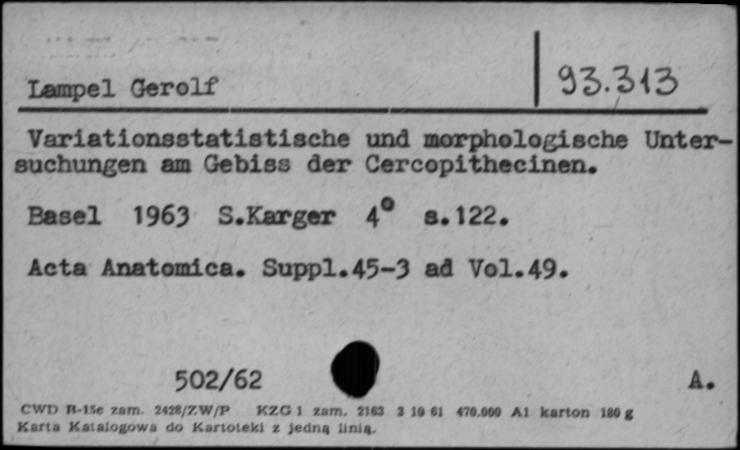 Lampel Gerolf
93.313
Variationsstatistische und morphologische Unter-
suchungen am Gebiss der Cercopithecinen.
Basel 1963 S.Karger 4° s.122.
Acta Anatomica. Suppl.45-3 ad Vol.49.
502/62
A.
CWD R-15c zam. 2428/ZW/P KZG 1 zam. 2163 3 10 61 470.000 A1 karton 180 g
Karta Katalogowa do Kartoteki z jedną linią.